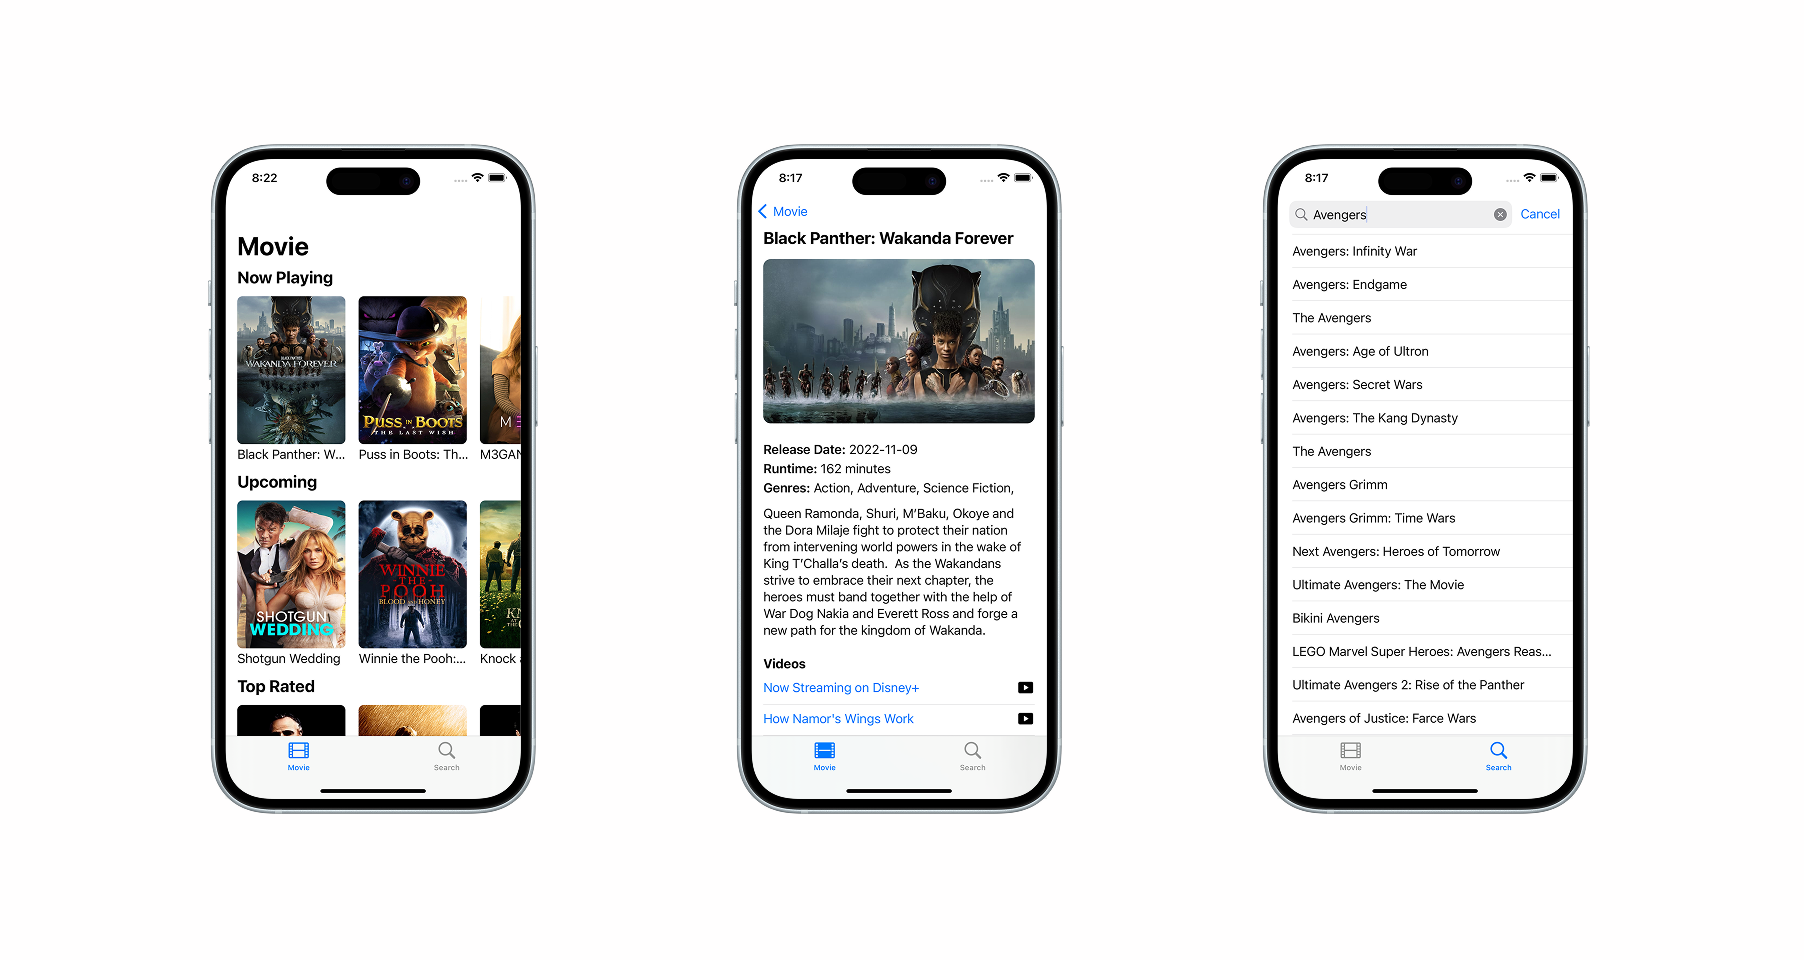 8:22
Movie
Now Playing
WAKANDA FOREVER
PUSS IN BOOTS
THE LAST WISH
M
Black Panther: W...
Puss in Boots: Th...
M3GAN
Upcoming
SHOTGUN
WEDDING
WINNIE
-THE-
POOH
BLOOD AND HONEY
KN
AT
THE C
Shotgun Wedding
Winnie the Pooh:...
Knock a
Top Rated
Movie
Search
8:17
Movie
Black Panther: Wakanda Forever
Release Date: 2022-11-09
Runtime: 162 minutes
Genres: Action, Adventure, Science Fiction,
Queen Ramonda, Shuri, M’Baku, Okoye and
the Dora Milaje fight to protect their nation
from intervening world powers in the wake of
King T’Challa’s death.  As the Wakandans
strive to embrace their next chapter, the
heroes must band together with the help of
War Dog Nakia and Everett Ross and forge a
new path for the kingdom of Wakanda.
Videos
Now Streaming on Disney+
How Namor's Wings Work
Movie
Search
8:17
Avengers
Cancel
Avengers: Infinity War
Avengers: Endgame
The Avengers
Avengers: Age of Ultron
Avengers: Secret Wars
Avengers: The Kang Dynasty
The Avengers
Avengers Grimm
Avengers Grimm: Time Wars
Next Avengers: Heroes of Tomorrow
Ultimate Avengers: The Movie
Bikini Avengers
LEGO Marvel Super Heroes: Avengers Reas...
Ultimate Avengers 2: Rise of the Panther
Avengers of Justice: Farce Wars
Movie
Search